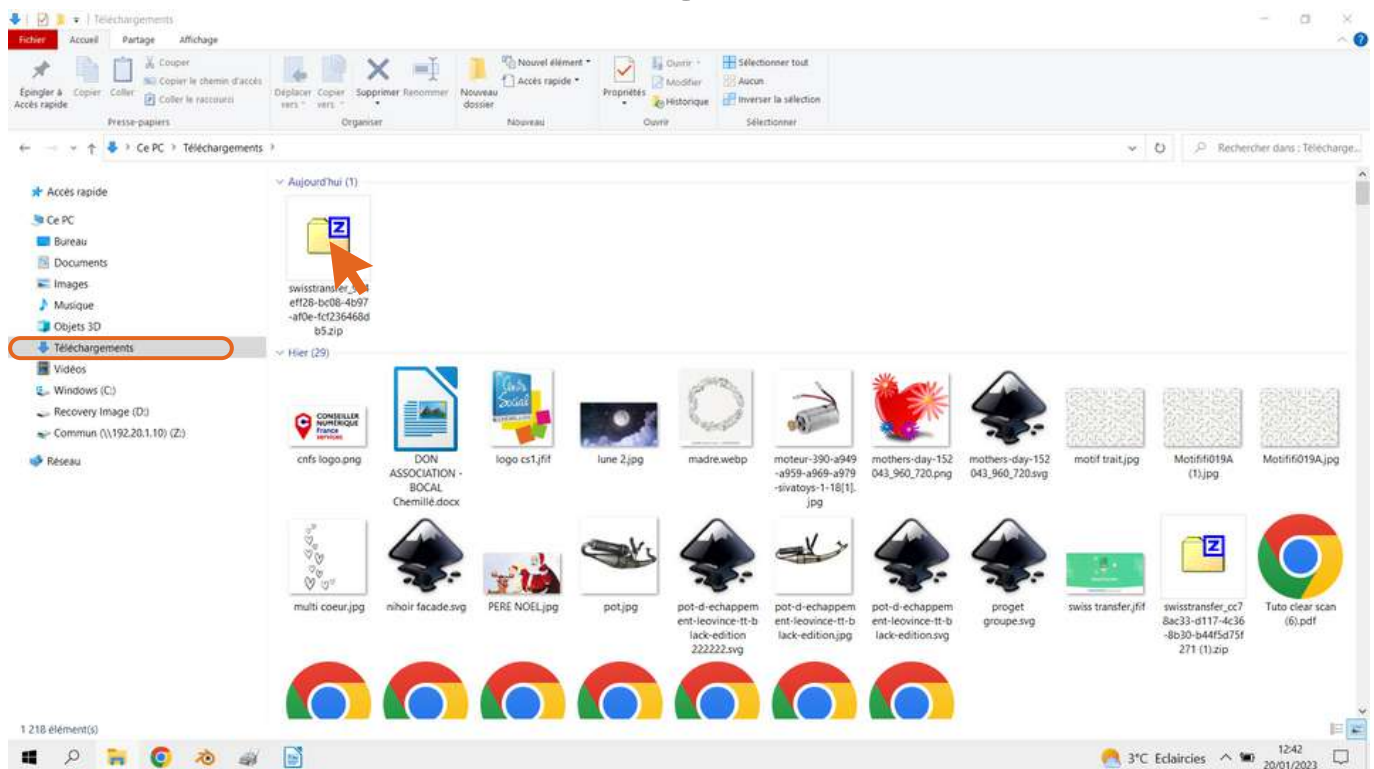 Téléchargements
Fichier Accueil Partage Affichage
Épingler à
Accès rapide
Copier
Coller
Couper
Copier le chemin d'accès
Coller le raccourci
Presse-papiers
Déplacer
vers
Copier
vers
Supprimer
Renommer
Organiser
Nouveau
dossier
Nouvel élément
Accès rapide
Nouveau
Propriétés
Ouvrir
Modifier
Historique
Ouvrir
Sélectionner tout
Aucun
Inverser la sélection
Sélectionner
Ce PC > Téléchargements >
Rechercher dans : Télécharge...
Accès rapide
Ce PC
Bureau
Documents
Images
Musique
Objets 3D
Téléchargements
Vidéos
Windows (C:)
Recovery Image (D:)
Commun (\\192.20.1.10) (Z:)
Réseau
Aujourd'hui (1)
Z
eff28-bc08-4b97
-af0e-fcf236468d
b5.zip
Hier (29)
CONSEILLER
NUMÉRIQUE
France
services
Centre
Social
cnfs logo.png
DON
ASSOCIATION -
BOCAL
Chemillé.docx
logo cs1.jfif
lune 2.jpg
madre.webp
moteur-390-a949
-a959-a969-a979
-sivatoys-1-18[1].
jpg
mothers-day-152
043_960_720.png
mothers-day-152
043_960_720.svg
motif trait.jpg
Motififi019A
(1).jpg
Motififi019A.jpg
Z
multi coeur.jpg
nihoir facade.svg
PERE NOEL.jpg
pot.jpg
pot-d-echappem
ent-leovince-tt-b
lack-edition
222222.svg
pot-d-echappem
ent-leovince-tt-b
lack-edition.jpg
pot-d-echappem
ent-leovince-tt-b
lack-edition.svg
proget
groupe.svg
swiss transfer.jfif
swisstransfer_cc7
8ac33-d117-4c36
-8b30-b44f5d75f
271 (1).zip
Tuto clear scan
(6).pdf
1 218 élément(s)
3°C Eclaircies
12:42
20/01/2023